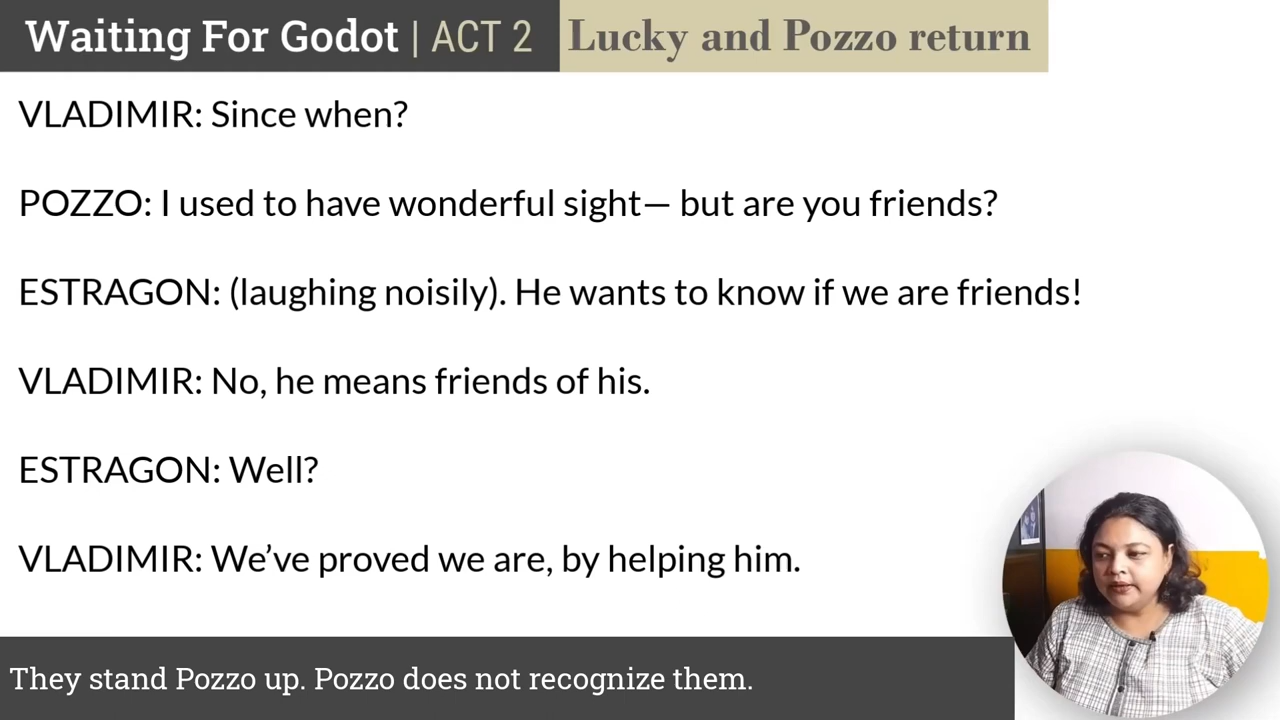 Waiting For Godot | ACT 2 Lucky and Pozzo return
VLADIMIR: Since when?
POZZO: I used to have wonderful sight— but are you friends?
ESTRAGON: (laughing noisily). He wants to know if we are friends!
VLADIMIR: No, he means friends of his.
ESTRAGON: Well?
VLADIMIR: We’ve proved we are, by helping him.
They stand Pozzo up. Pozzo does not recognize them.